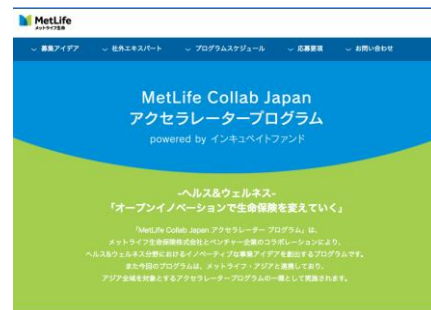 MetLife
メットライフ生命
募集アイデア 社外エキスパート プログラムスケジュール 応募要項 お問い合わせ
MetLife Collab Japan
アクセラレータープログラム
powered by インキュベイトファンド
-ヘルス&ウェルネス-
「オープンイノベーションで生命保険を変えていく」
「MetLife Collab Japan アクセラレーター プログラム」は、
メットライフ生命保険株式会社とベンチャー企業のコラボレーションにより、
ヘルス&ウェルネス分野におけるイノベーティブな事業アイデアを創出するプログラムです。
また今回のプログラムは、メットライフ・アジアと連携しており、
アジア全域を対象とするアクセラレータープログラムの一環として実施されます。